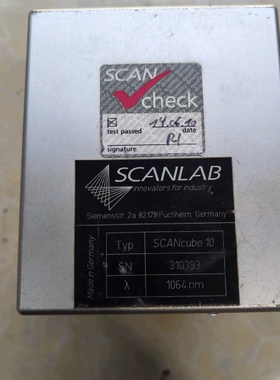 SCAN
check
14.06.10
test passed date
signature
SCANLAB
innovators for industry
Siemensstr. 2a 82178 Puchheim Germany
Made in Germany
Typ SCANcube 10
SN 310393
λ 1064 nm